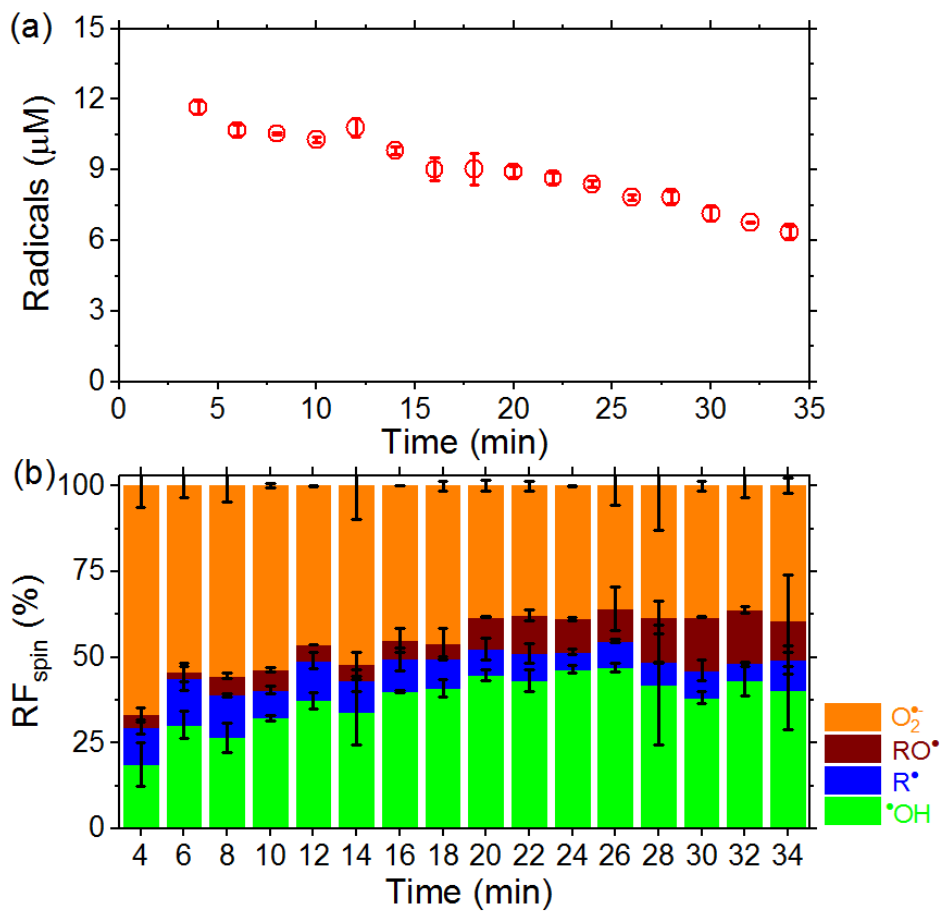 (a)
15
12
9
6
3
0
Radicals (μM)
0 5 10 15 20 25 30 35
Time (min)
(b)
100
75
50
25
0
RF_spin (%)
4 6 8 10 12 14 16 18 20 22 24 26 28 30 32 34
Time (min)
O₂•⁻
RO•
R•
•OH